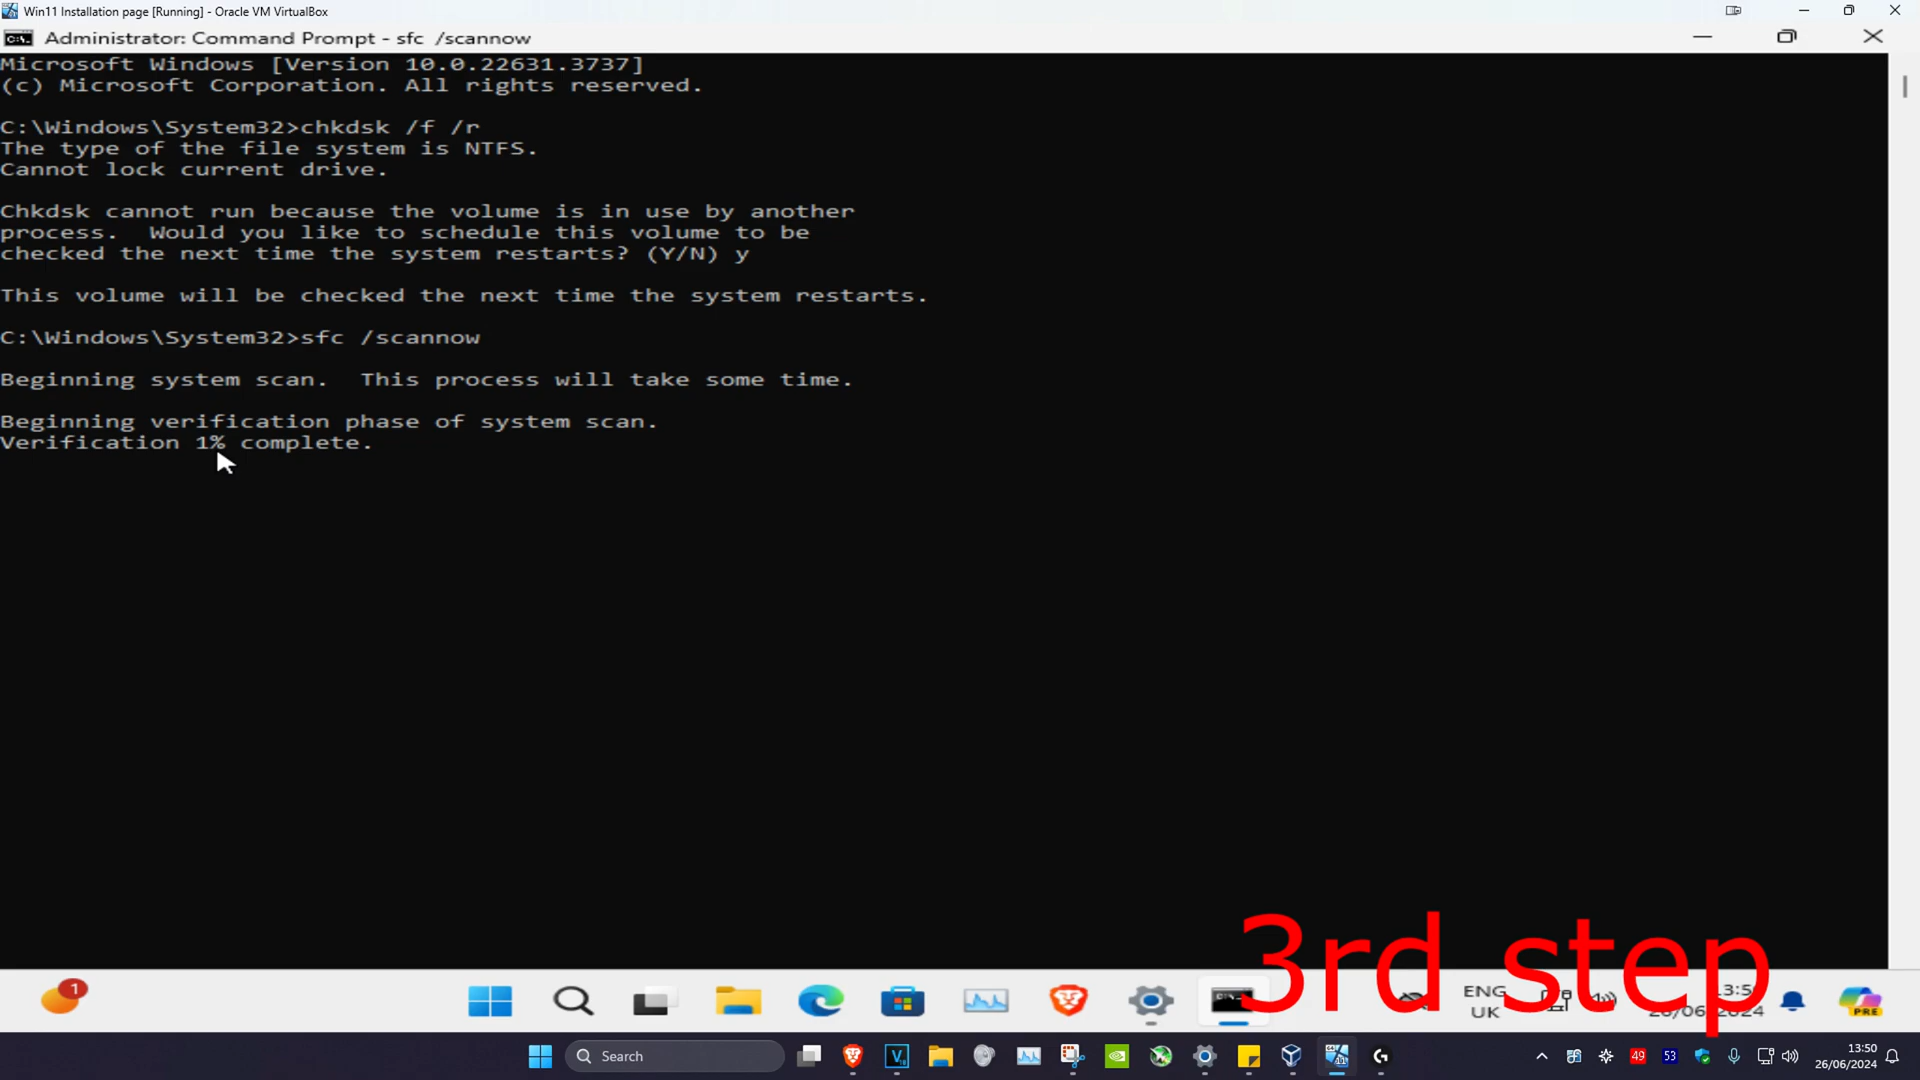 Win11 Installation page [Running] - Oracle VM VirtualBox
Administrator: Command Prompt - sfc  /scannow
Microsoft Windows [Version 10.0.22631.3737]
(c) Microsoft Corporation. All rights reserved.
C:\Windows\System32>chkdsk /f /r
The type of the file system is NTFS.
Cannot lock current drive.
Chkdsk cannot run because the volume is in use by another
process.  Would you like to schedule this volume to be
checked the next time the system restarts? (Y/N) y
This volume will be checked the next time the system restarts.
C:\Windows\System32>sfc /scannow
Beginning system scan.  This process will take some time.
Beginning verification phase of system scan.
Verification 1% complete.
3rd step
1
ENG
UK
PRE
Search
49
53
13:50
26/06/2024